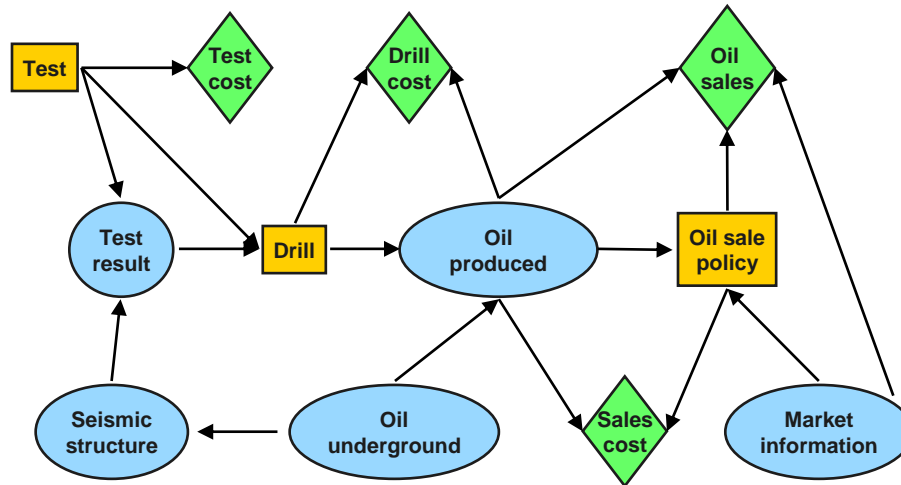 Test
Test
cost
Drill
cost
Oil
sales
Test
result
Drill
Oil
produced
Oil sale
policy
Seismic
structure
Oil
underground
Sales
cost
Market
information